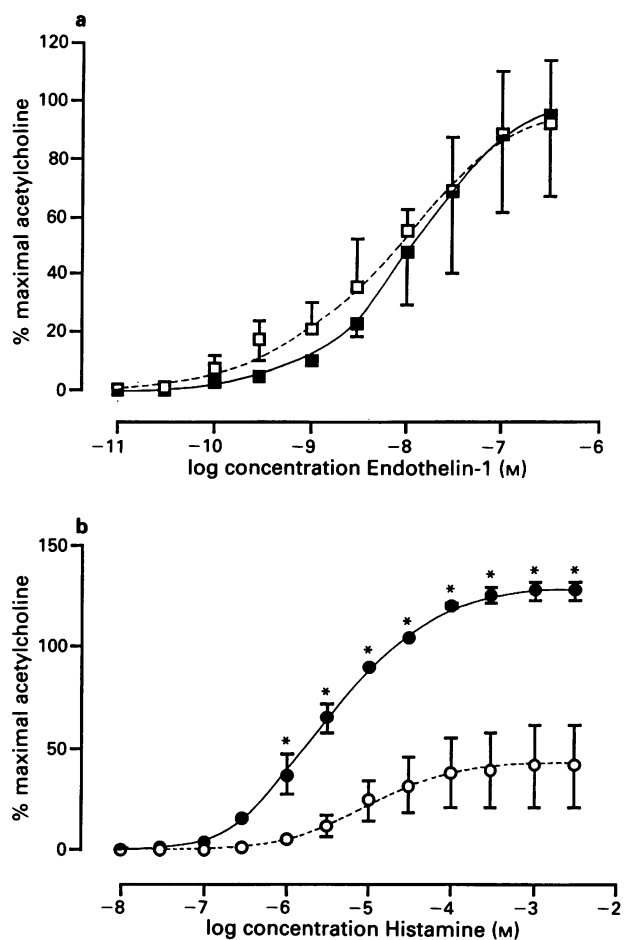 a
120
100
80
60
40
20
0
% maximal acetylcholine
−11 −10 −9 −8 −7 −6
log concentration Endothelin-1 (M)
b
150
100
50
0
% maximal acetylcholine
* * * * * * * *
−8 −7 −6 −5 −4 −3 −2
log concentration Histamine (M)